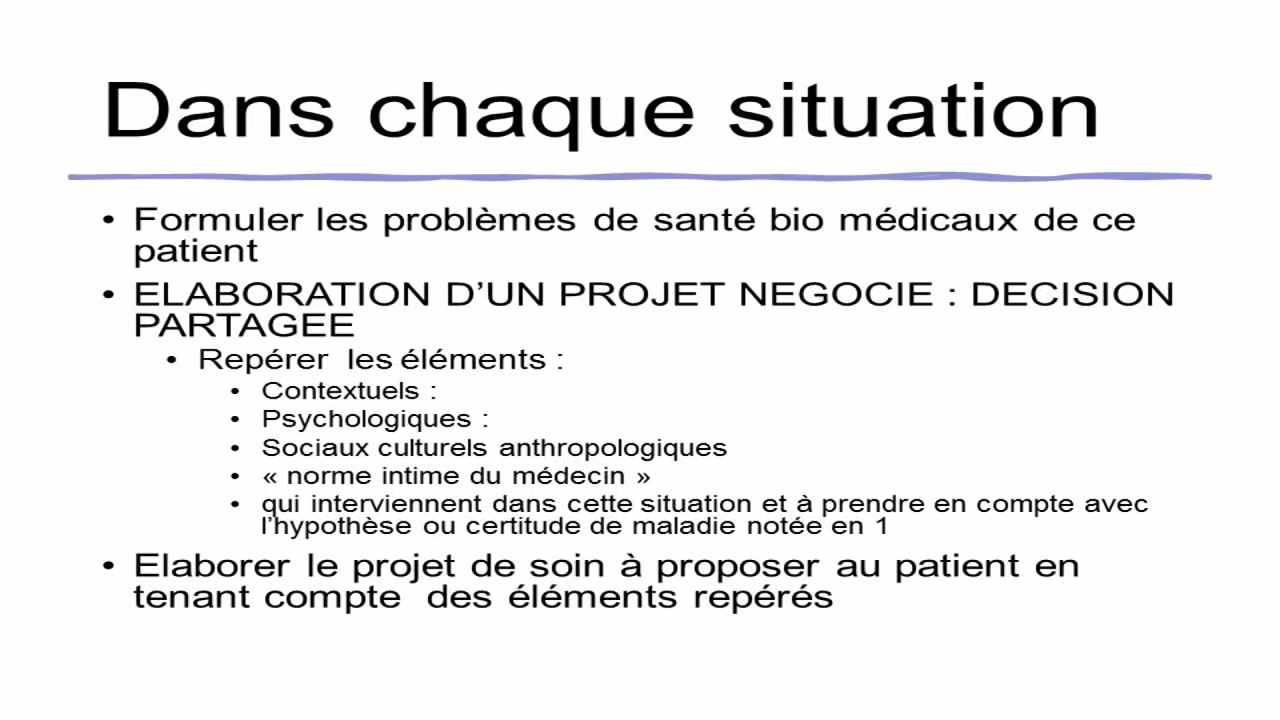 Dans chaque situation
• Formuler les problèmes de santé bio médicaux de ce
patient
• ELABORATION D’UN PROJET NEGOCIE : DECISION
PARTAGEE
• Repérer les éléments :
• Contextuels :
• Psychologiques :
• Sociaux culturels anthropologiques
• « norme intime du médecin »
• qui interviennent dans cette situation et à prendre en compte avec
l’hypothèse ou certitude de maladie notée en 1
• Elaborer le projet de soin à proposer au patient en
tenant compte des éléments repérés